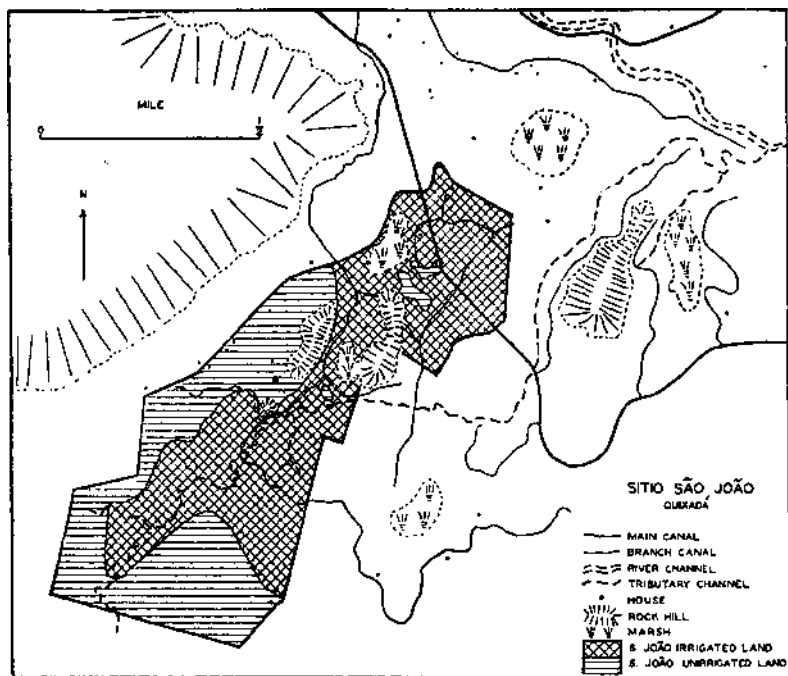 MILE
0 ½
N
SITIO SÃO JOÃO
QUIXADÁ
MAIN CANAL
BRANCH CANAL
RIVER CHANNEL
TRIBUTARY CHANNEL
HOUSE
ROCK HILL
MARSH
S. JOÃO IRRIGATED LAND
S. JOÃO UNIRRIGATED LAND